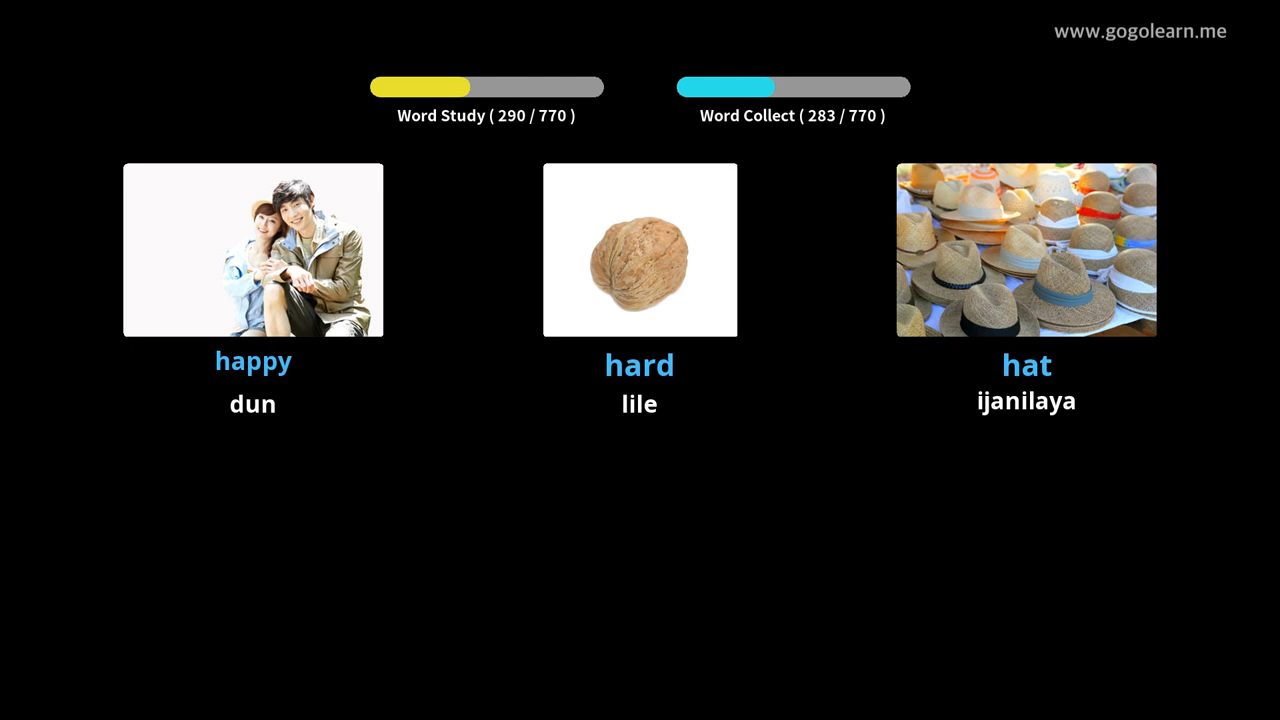 www.gogolearn.me
Word Study ( 290 / 770 )
Word Collect ( 283 / 770 )
happy
hard
hat
dun
lile
ijanilaya